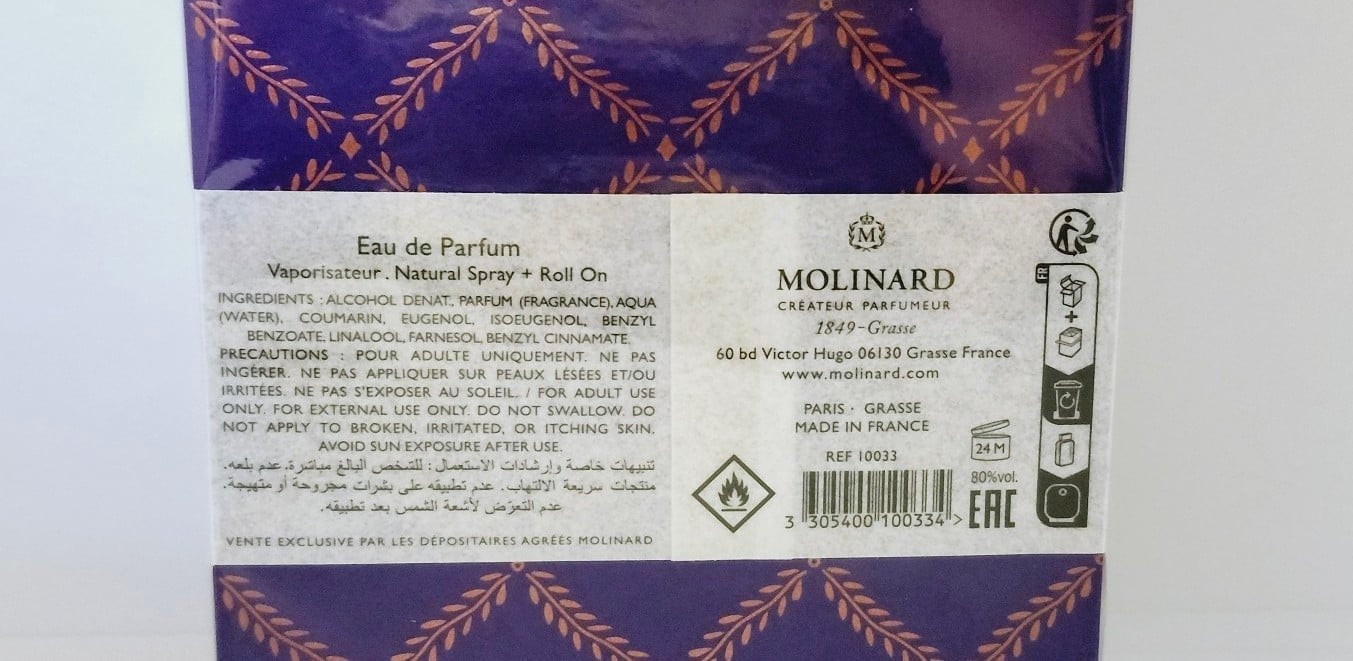 Eau de Parfum
Vaporisateur . Natural Spray + Roll On
INGREDIENTS : ALCOHOL DENAT., PARFUM (FRAGRANCE), AQUA
(WATER), COUMARIN, EUGENOL, ISOEUGENOL, BENZYL
BENZOATE, LINALOOL, FARNESOL, BENZYL CINNAMATE.
PRECAUTIONS : POUR ADULTE UNIQUEMENT. NE PAS
INGÉRER. NE PAS APPLIQUER SUR PEAUX LÉSÉES ET/OU
IRRITÉES. NE PAS S'EXPOSER AU SOLEIL. / FOR ADULT USE
ONLY. FOR EXTERNAL USE ONLY. DO NOT SWALLOW. DO
NOT APPLY TO BROKEN, IRRITATED, OR ITCHING SKIN.
AVOID SUN EXPOSURE AFTER USE.
تنبيهات خاصة وإرشادات الاستعمال: للشخص البالغ مباشرة. عدم بلعه.
منتجات سريعة الالتهاب. عدم تطبيقه على بشرات مجروحة أو متهيجة.
عدم التعرّض لأشعة الشمس بعد تطبيقه.
VENTE EXCLUSIVE PAR LES DÉPOSITAIRES AGRÉÉS MOLINARD
M
MOLINARD
CRÉATEUR PARFUMEUR
1849-Grasse
60 bd Victor Hugo 06130 Grasse France
www.molinard.com
PARIS · GRASSE
MADE IN FRANCE
REF 10033
3 305400 100334 >
24 M
80%vol.
EAC
FR
+